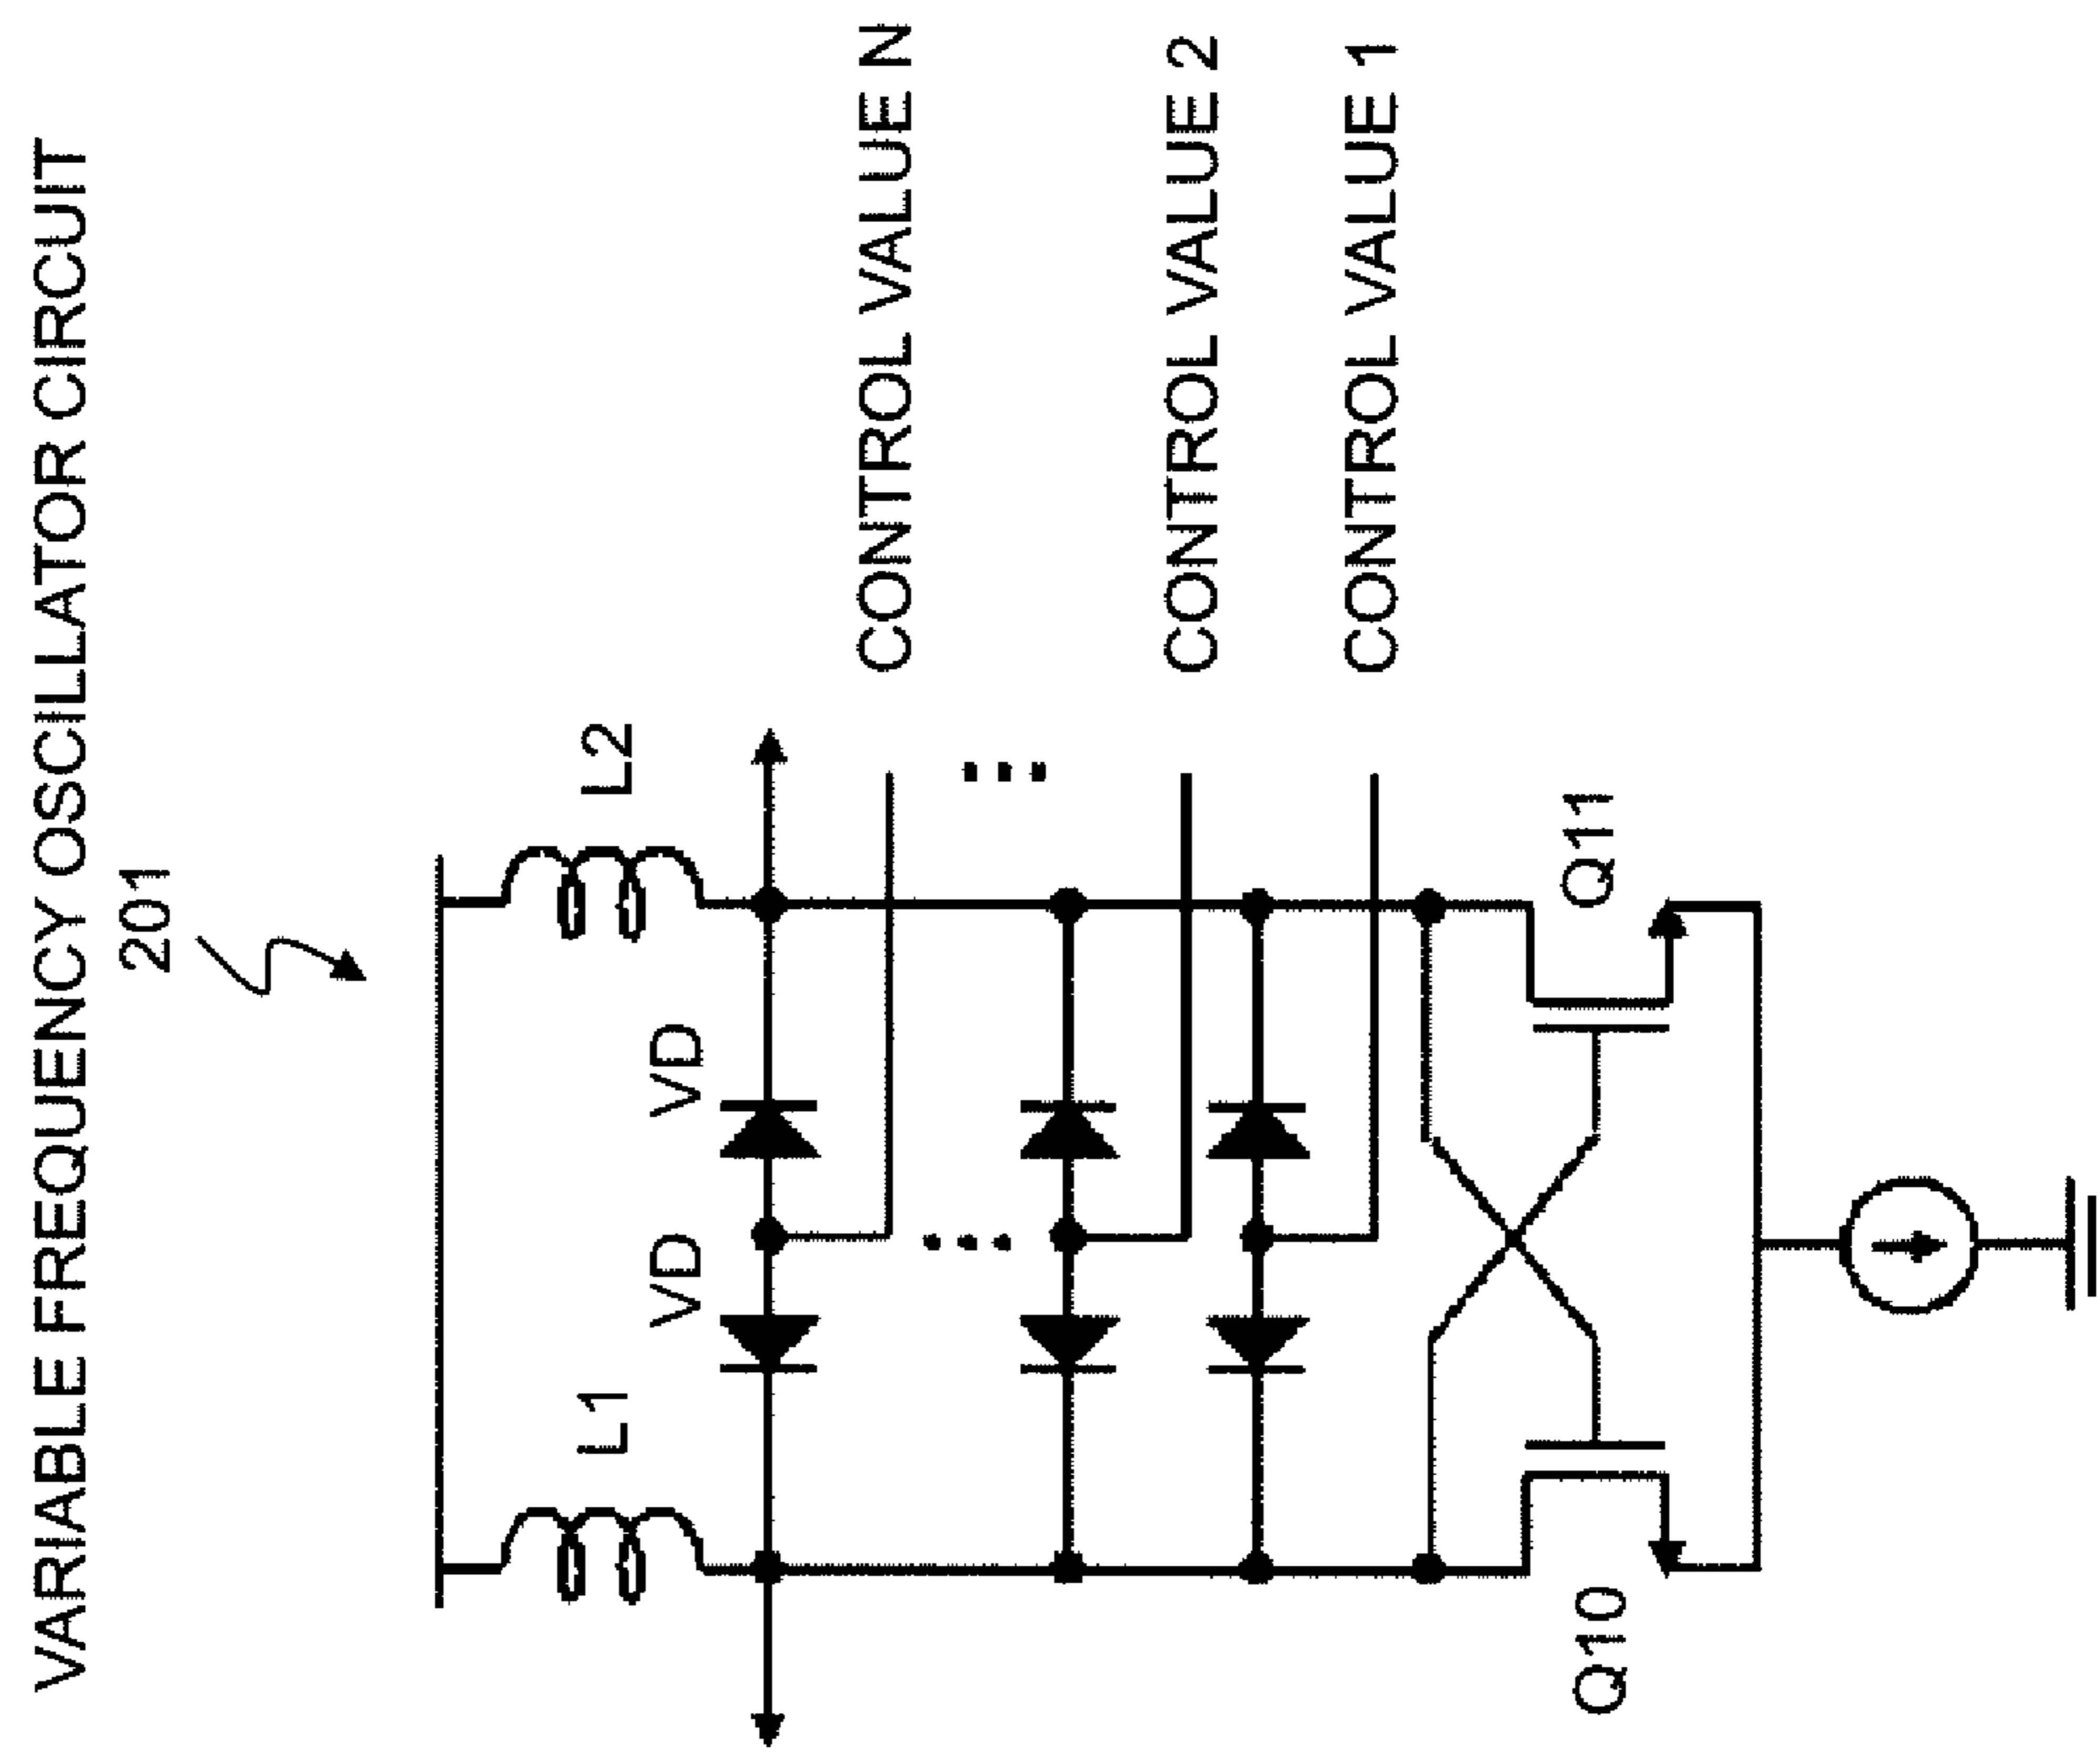 VARIABLE FREQUENCY OSCILLATOR CIRCUIT
201
L1
L2
VD
VD
CONTROL VALUE N
CONTROL VALUE 2
CONTROL VALUE 1
Q10
Q11